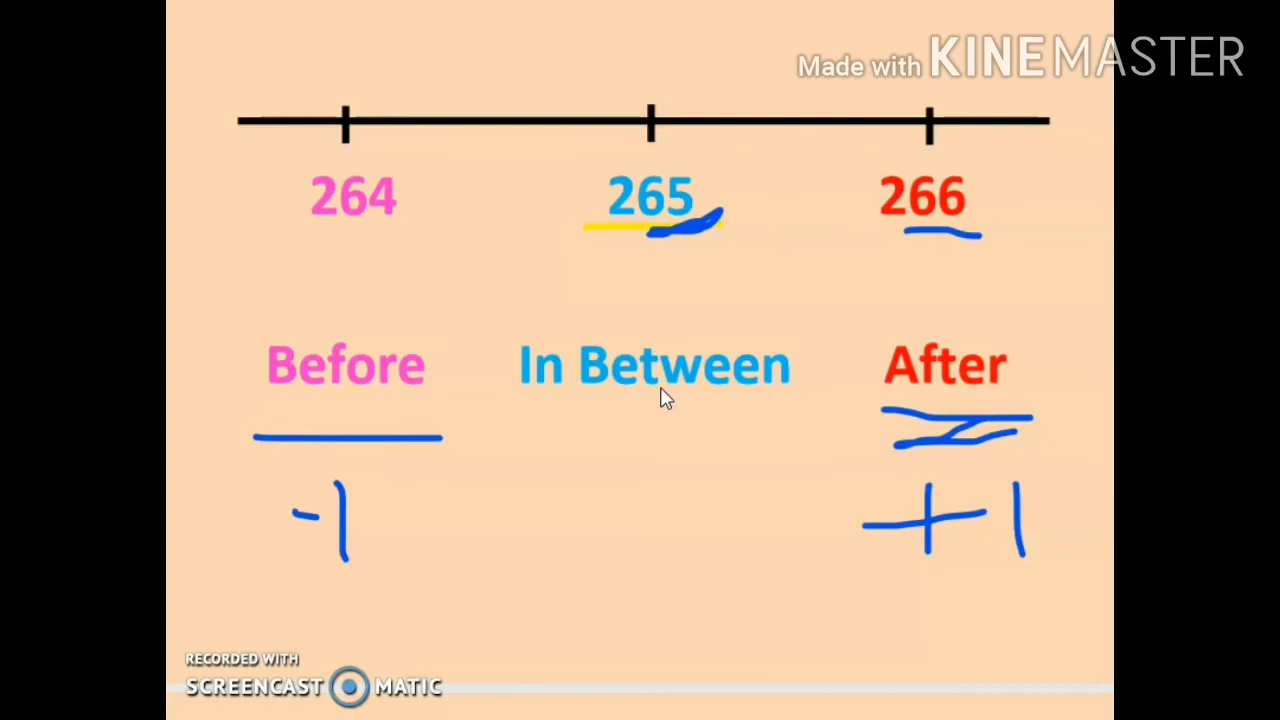 Made with KINEMASTER
264 265 266
Before In Between After
-1 +1
RECORDED WITH
SCREENCAST MATIC